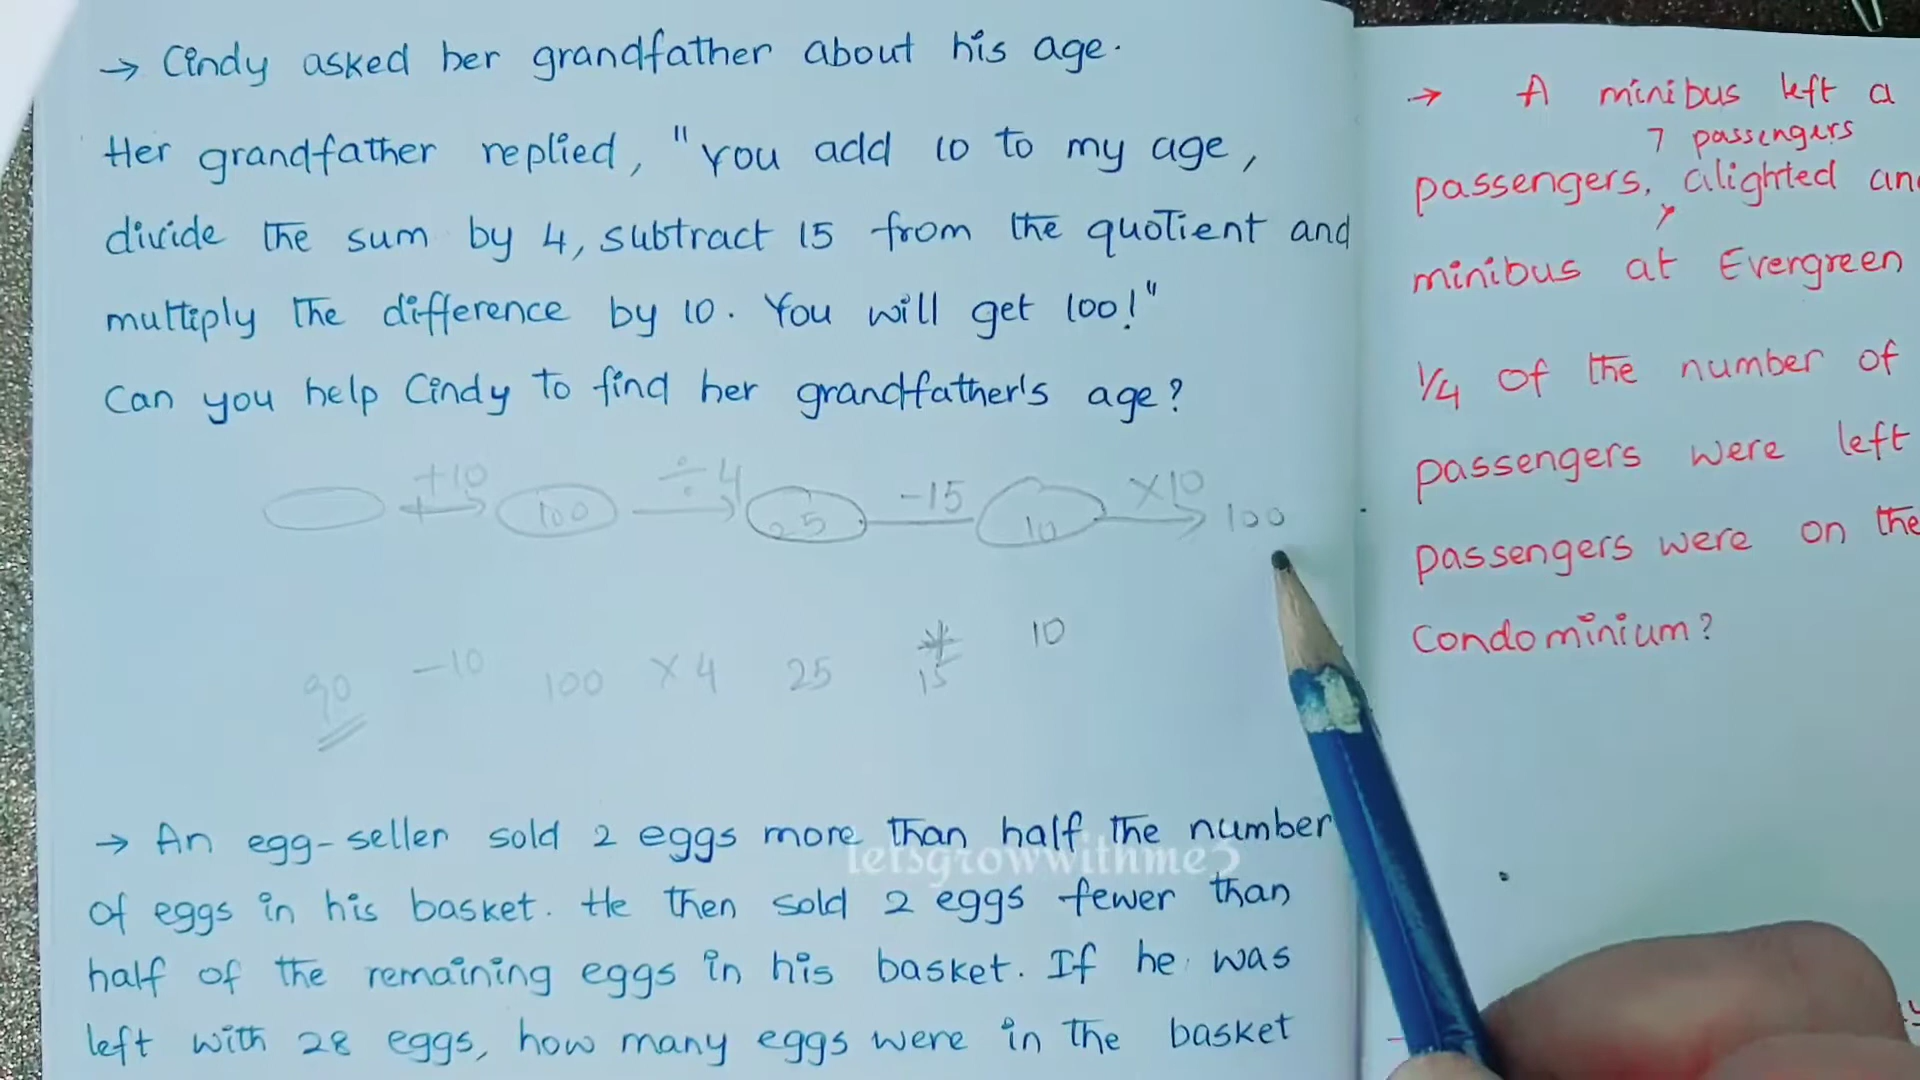 → Cindy asked her grandfather about his age.
Her grandfather replied, "You add 10 to my age,
divide the sum by 4, subtract 15 from the quotient and
multiply the difference by 10. You will get 100!"
Can you help Cindy to find her grandfather's age?
+10 ÷4 -15 ×10
100 25 10 100
90 -10 100 ×4 25 + 15 10
→ An egg-seller sold 2 eggs more than half the number
letsgrowwithme5
of eggs in his basket. He then sold 2 eggs fewer than
half of the remaining eggs in his basket. If he was
left with 28 eggs, how many eggs were in the basket
→ A minibus left a
7 passengers
passengers, alighted and
minibus at Evergreen
1/4 of the number of
passengers were left
passengers were on the
Condominium?